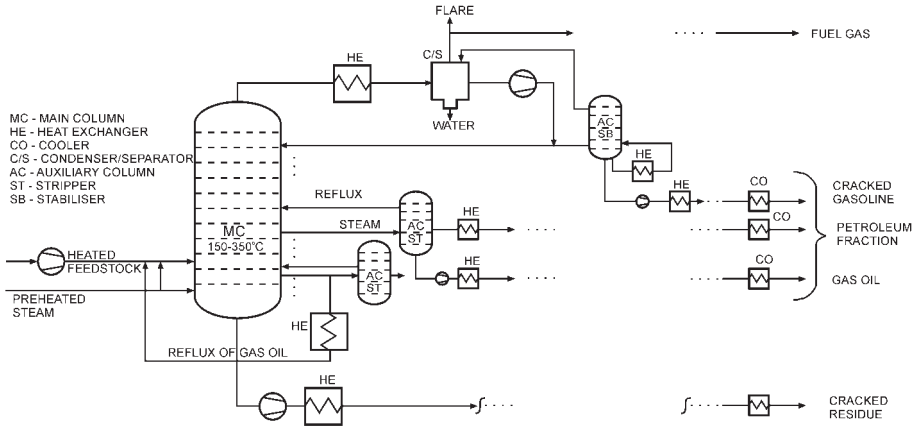 FLARE
FUEL GAS
C/S
HE
WATER
MC - MAIN COLUMN
HE - HEAT EXCHANGER
CO - COOLER
C/S - CONDENSER/SEPARATOR
AC - AUXILIARY COLUMN
ST - STRIPPER
SB - STABILISER
AC
SB
HE
HE
CO
CRACKED
GASOLINE
REFLUX
STEAM
AC
ST
HE
CO
PETROLEUM
FRACTION
MC
150-350°C
HEATED
FEEDSTOCK
AC
ST
HE
CO
GAS OIL
PREHEATED
STEAM
HE
REFLUX OF GAS OIL
HE
CRACKED
RESIDUE